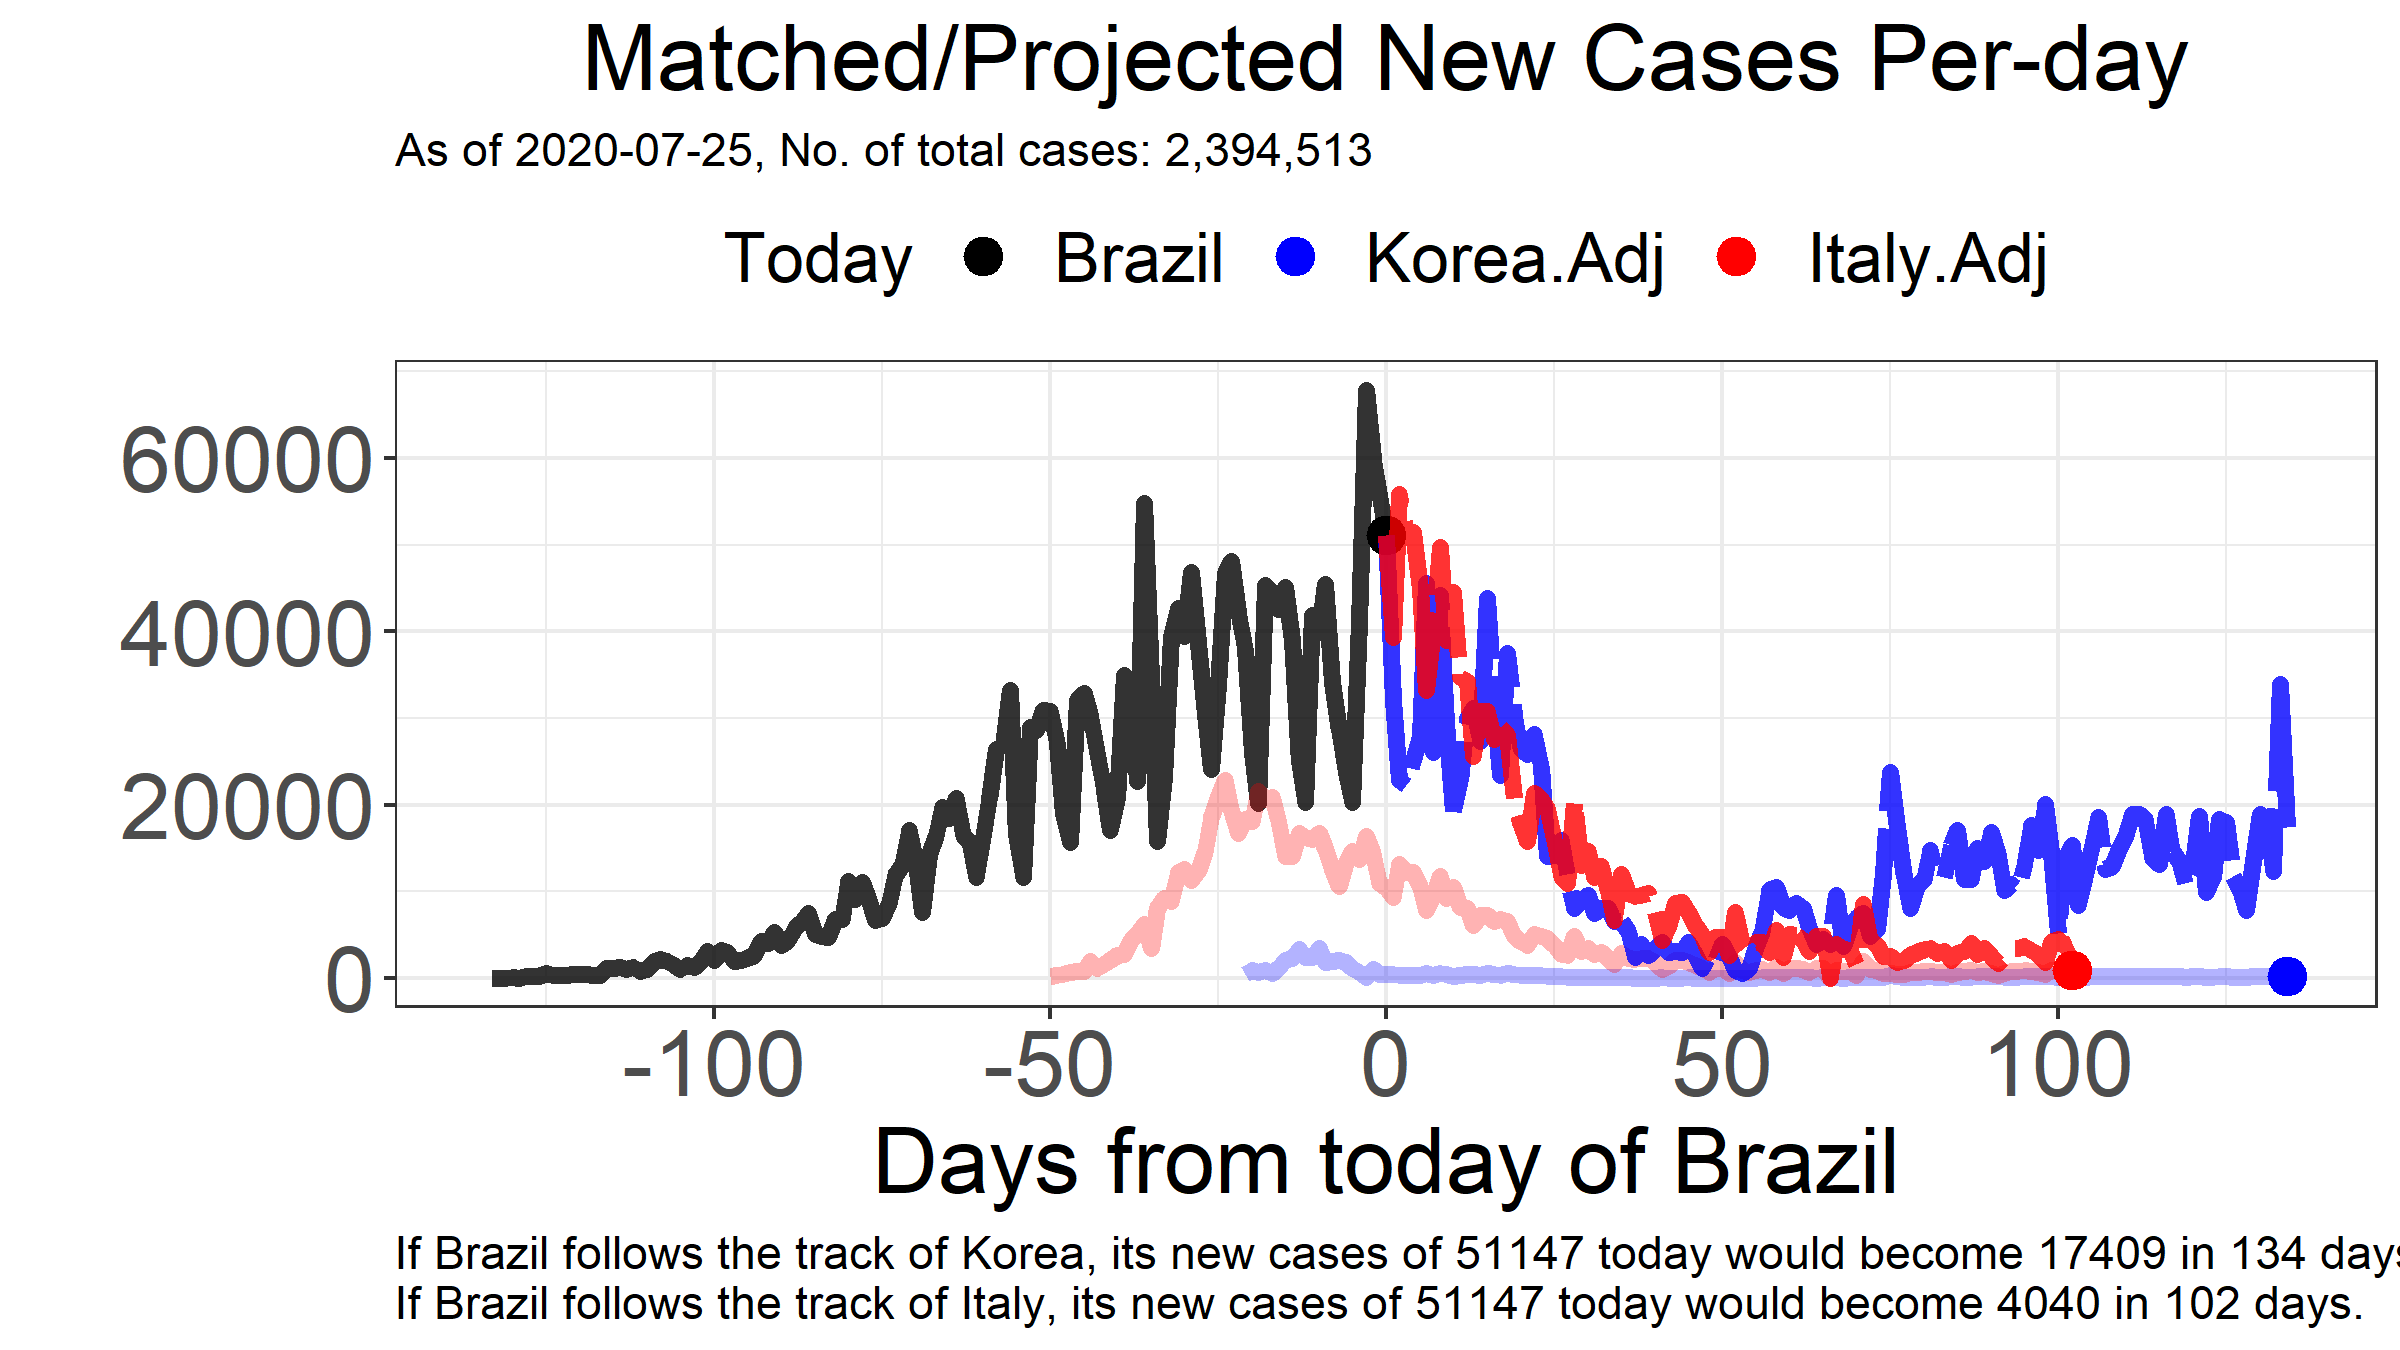 Matched/Projected New Cases Per-day
As of 2020-07-25, No. of total cases: 2,394,513
Today Brazil Korea.Adj Italy.Adj
60000
40000
20000
0
-100 -50 0 50 100
Days from today of Brazil
If Brazil follows the track of Korea, its new cases of 51147 today would become 17409 in 134 days
If Brazil follows the track of Italy, its new cases of 51147 today would become 4040 in 102 days.